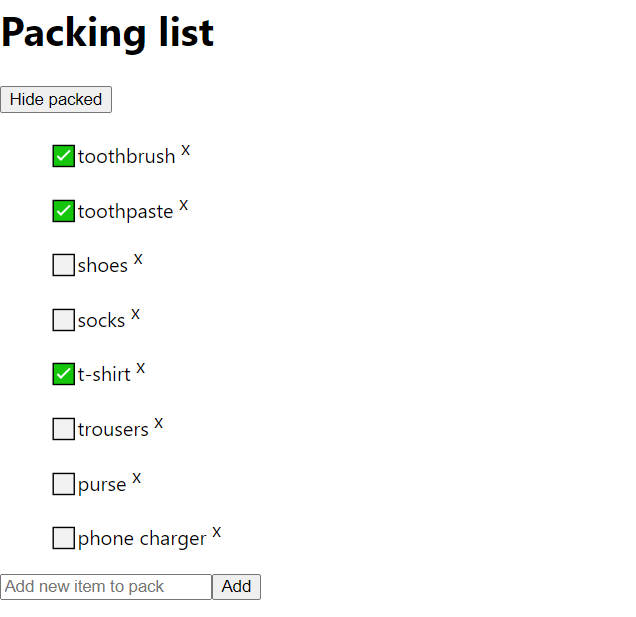 Packing list
Hide packed
toothbrush x
toothpaste x
shoes x
socks x
t-shirt x
trousers x
purse x
phone charger x
Add new item to pack Add